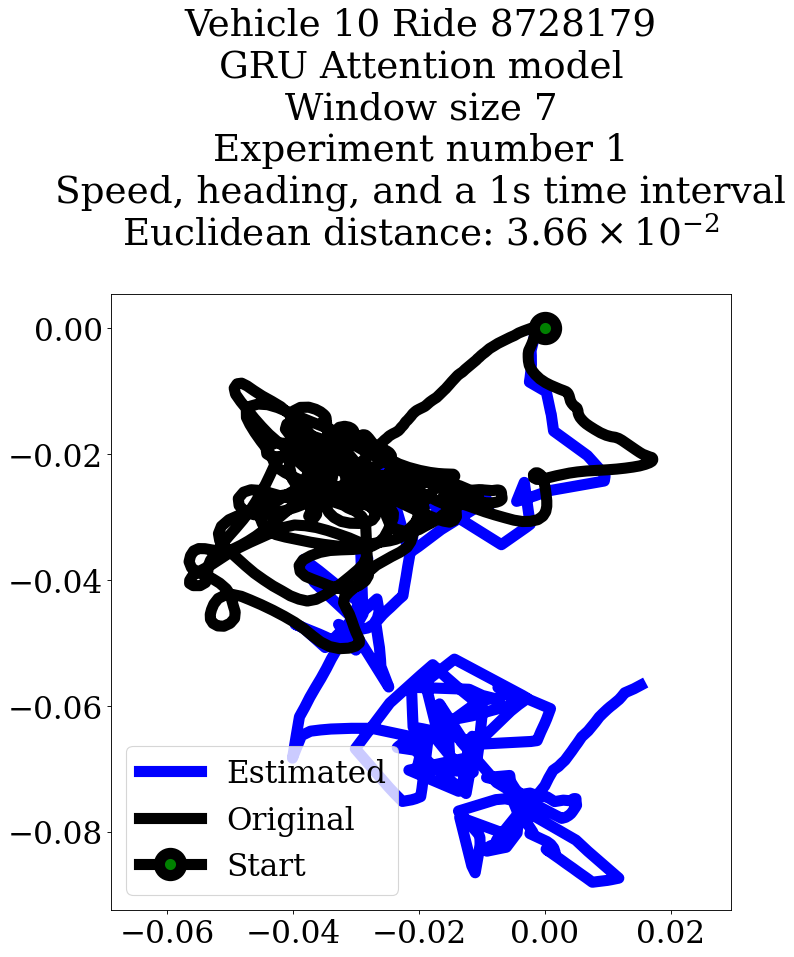 Vehicle 10 Ride 8728179
GRU Attention model
Window size 7
Experiment number 1
Speed, heading, and a 1s time interval
Euclidean distance: 3.66 × 10⁻²
0.00
−0.02
−0.04
−0.06
−0.08
Estimated
Original
Start
−0.06 −0.04 −0.02 0.00 0.02